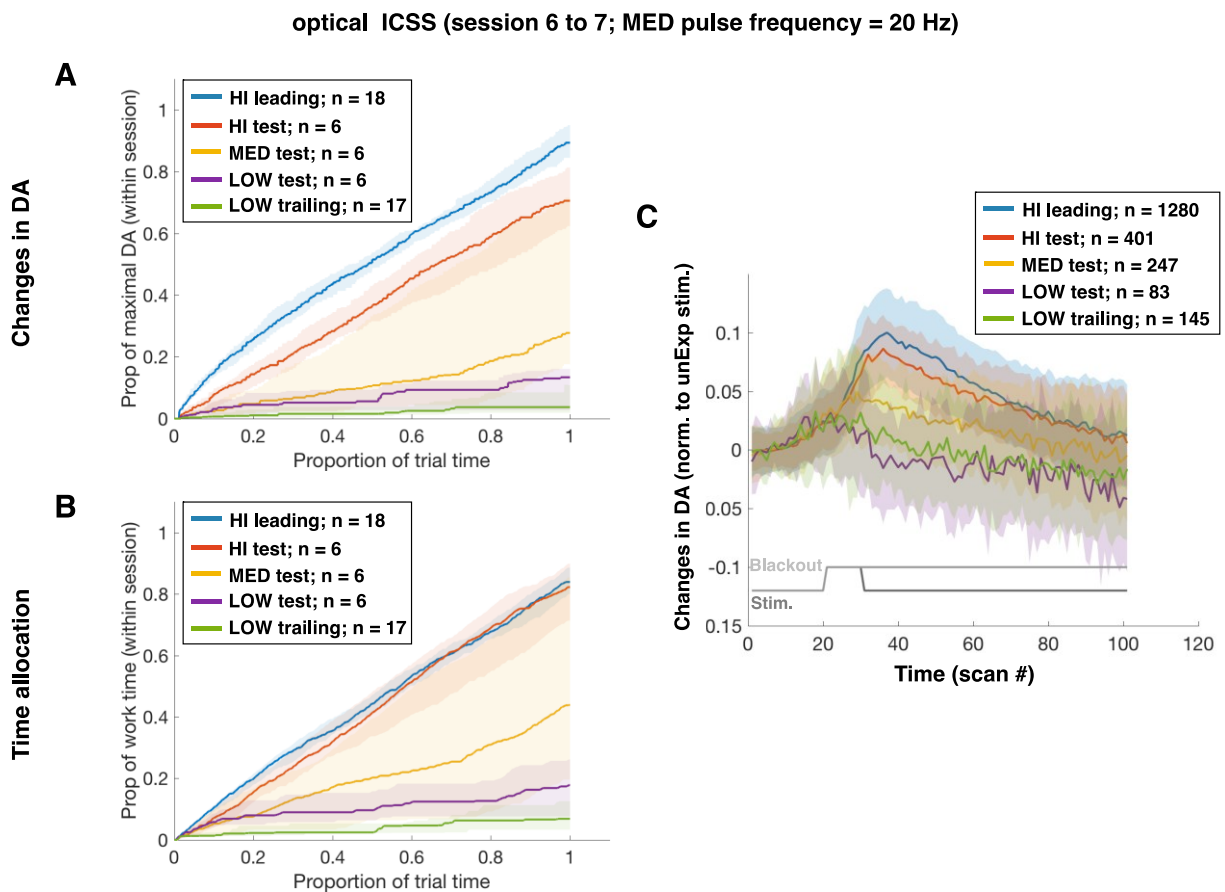 optical ICSS (session 6 to 7; MED pulse frequency = 20 Hz)
A
Changes in DA
Prop of maximal DA (within session)
1
0.8
0.6
0.4
0.2
0
HI leading; n = 18
HI test; n = 6
MED test; n = 6
LOW test; n = 6
LOW trailing; n = 17
0 0.2 0.4 0.6 0.8 1
Proportion of trial time
B
Time allocation
Prop of work time (within session)
1
0.8
0.6
0.4
0.2
0
HI leading; n = 18
HI test; n = 6
MED test; n = 6
LOW test; n = 6
LOW trailing; n = 17
0 0.2 0.4 0.6 0.8 1
Proportion of trial time
C
HI leading; n = 1280
HI test; n = 401
MED test; n = 247
LOW test; n = 83
LOW trailing; n = 145
Changes in DA (norm. to unExp stim.)
0.1
0.05
0
0.05
-0.1
0.15
Blackout
Stim.
0 20 40 60 80 100 120
Time (scan #)